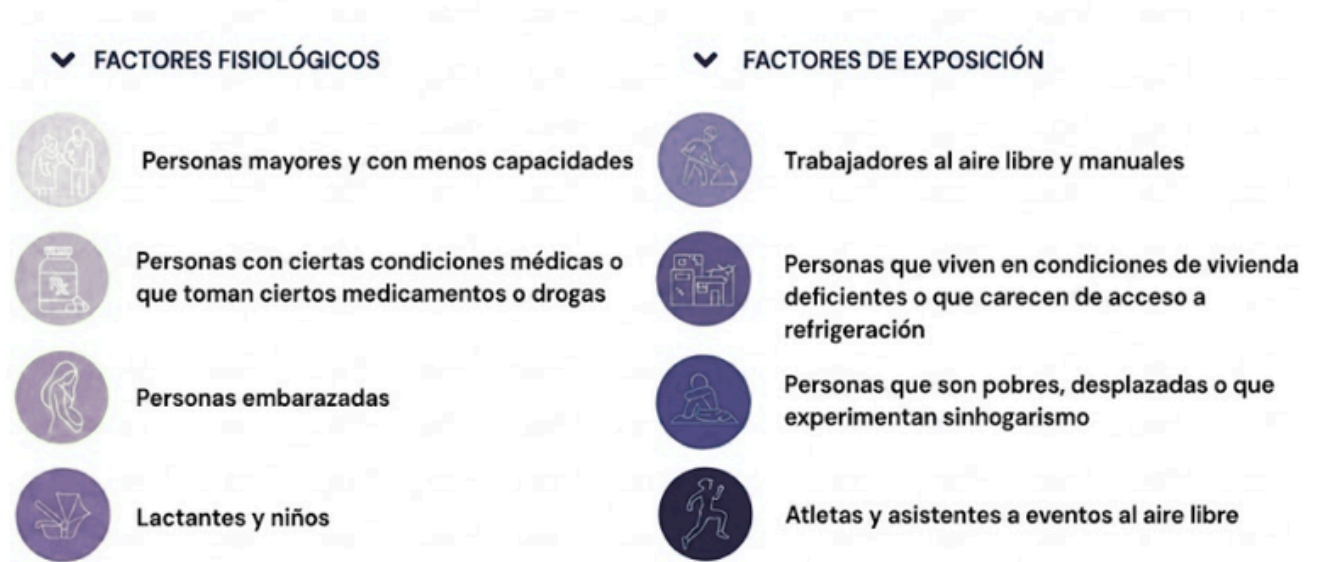 FACTORES FISIOLÓGICOS
Personas mayores y con menos capacidades
Personas con ciertas condiciones médicas o
que toman ciertos medicamentos o drogas
Personas embarazadas
Lactantes y niños
FACTORES DE EXPOSICIÓN
Trabajadores al aire libre y manuales
Personas que viven en condiciones de vivienda
deficientes o que carecen de acceso a
refrigeración
Personas que son pobres, desplazadas o que
experimentan sinhogarismo
Atletas y asistentes a eventos al aire libre